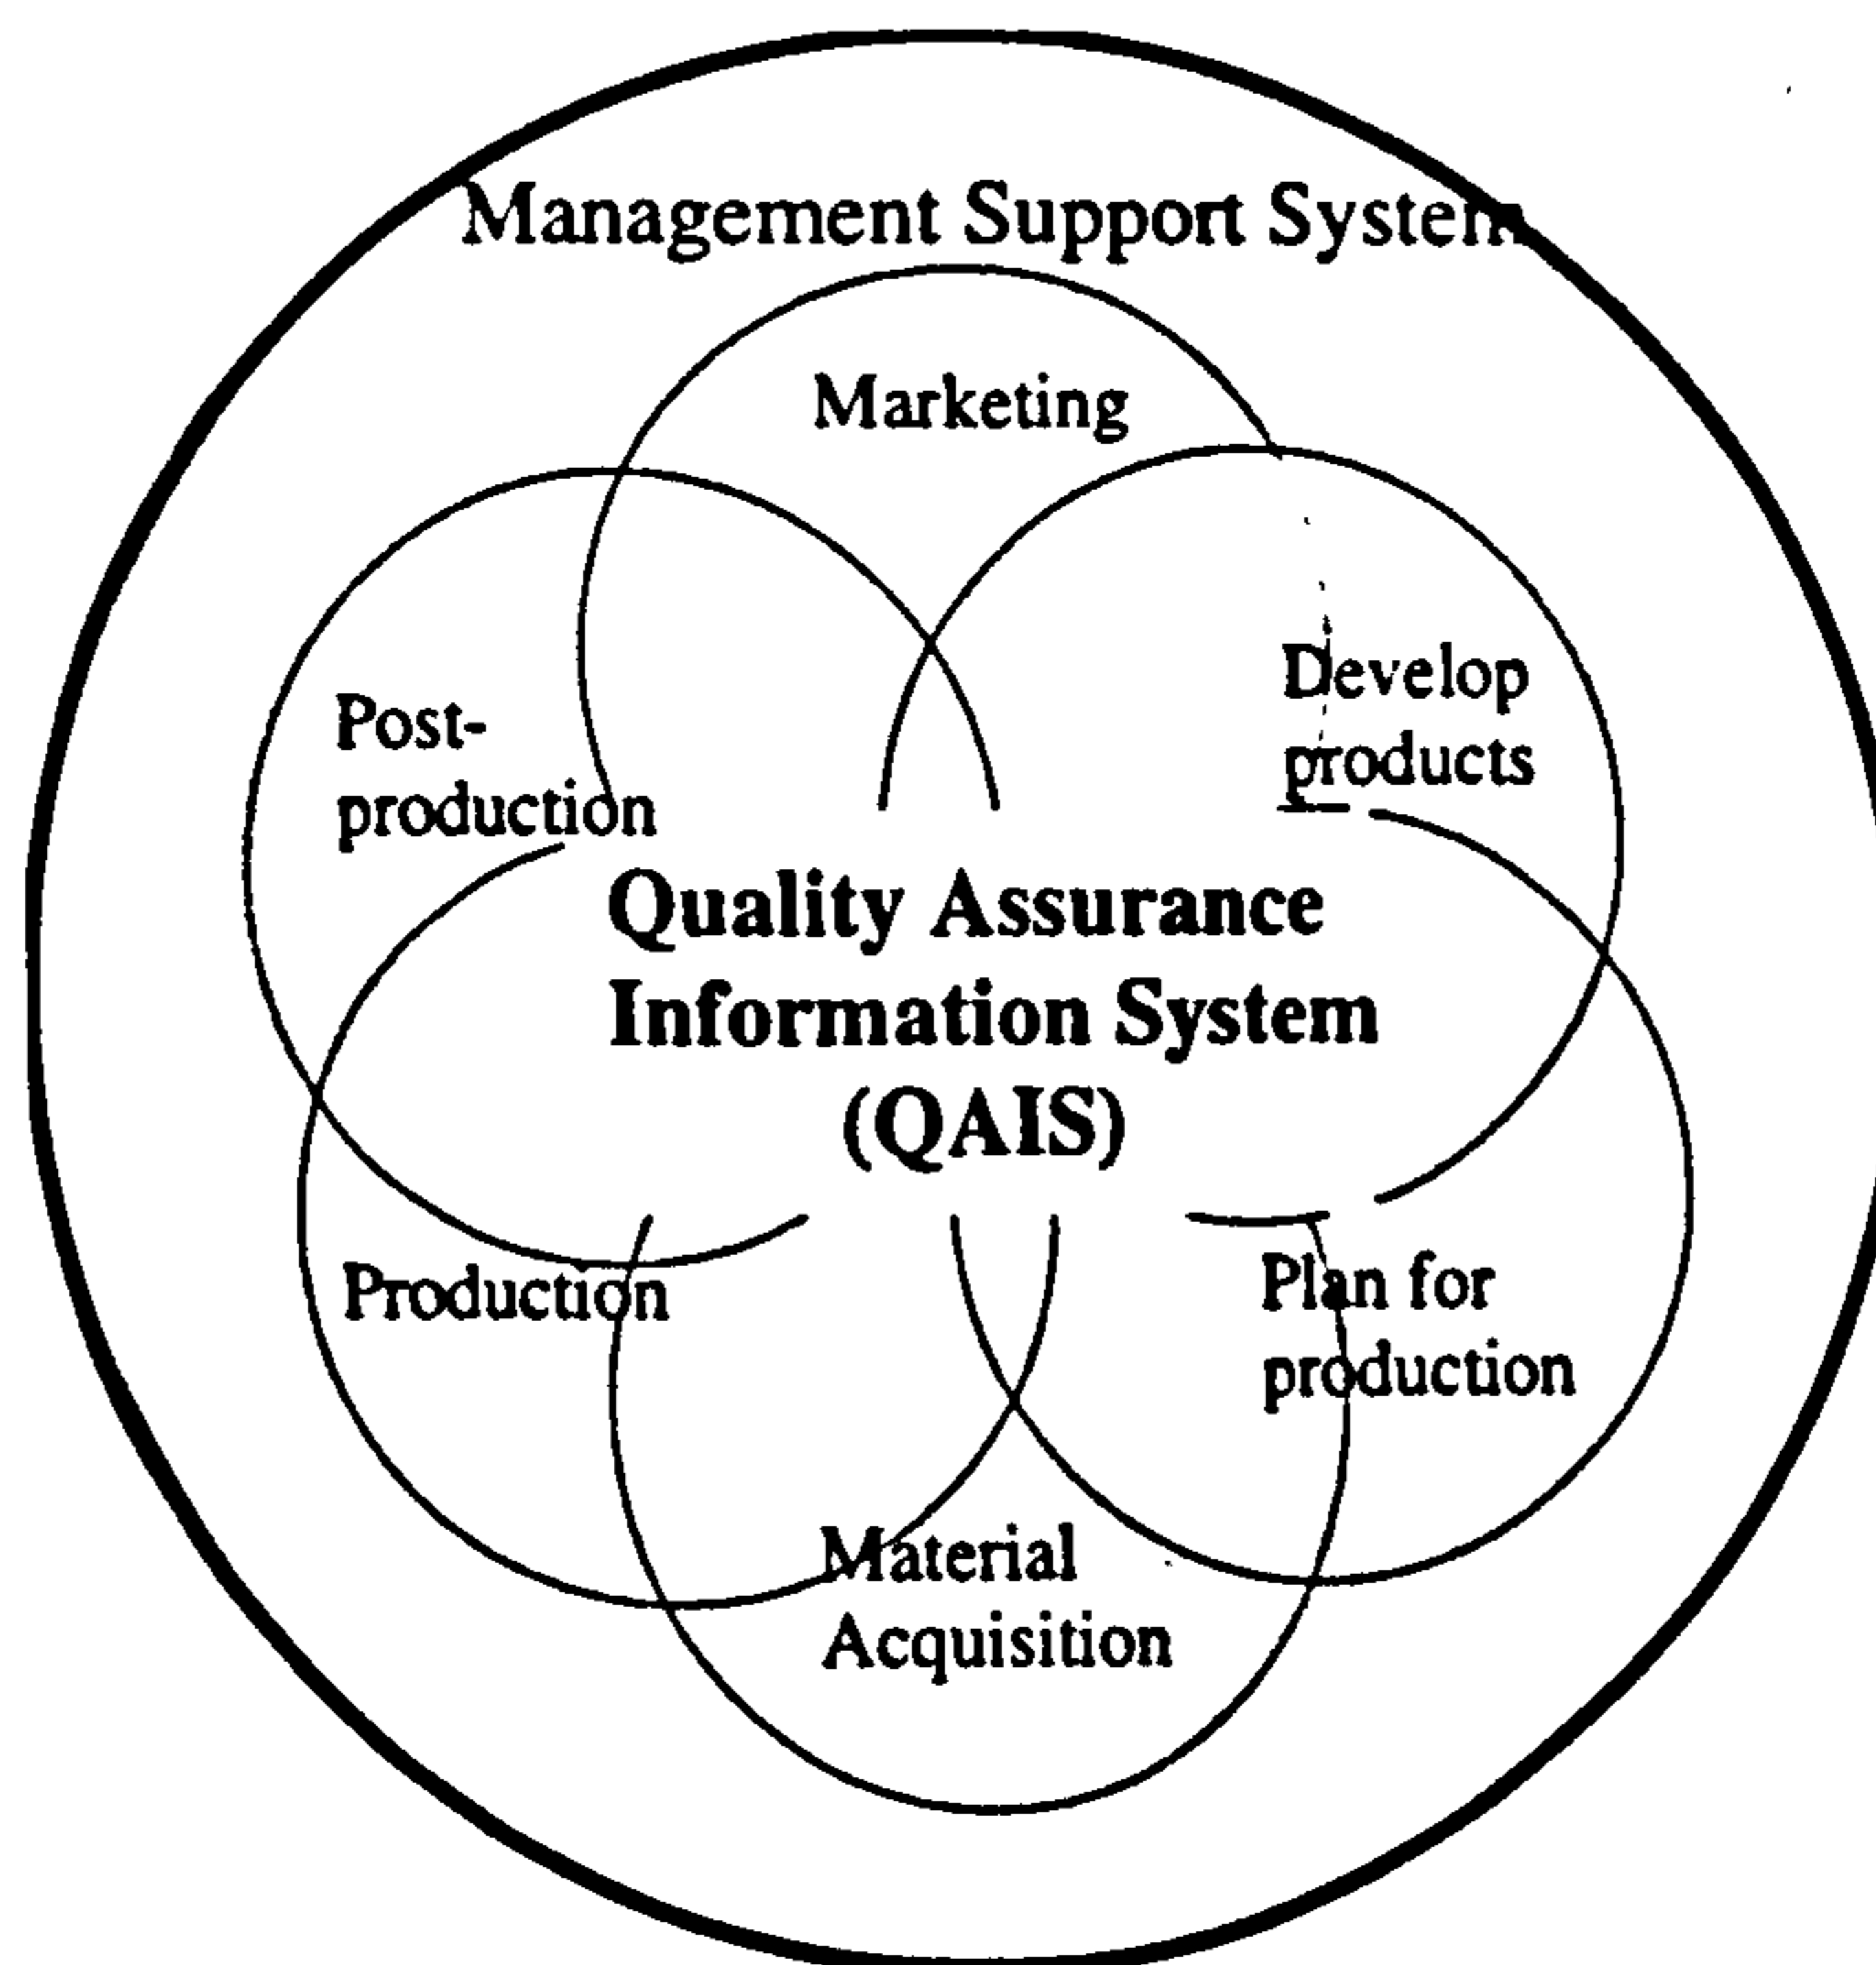 Management Support System
Marketing
Develop
products
Post-
production
Quality Assurance
Information System
(QAIS)
Production
Plan for
production
Material
Acquisition